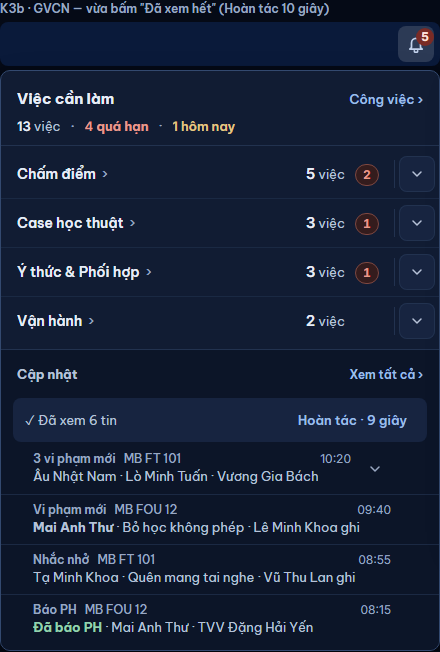 K3b · GVCN — vừa bấm "Đã xem hết" (Hoàn tác 10 giây)
5
Việc cần làm
Công việc ›
13 việc · 4 quá hạn · 1 hôm nay
Chấm điểm › 5 việc 2
Case học thuật › 3 việc 1
Ý thức & Phối hợp › 3 việc 1
Vận hành › 2 việc
Cập nhật
Xem tất cả ›
✓ Đã xem 6 tin
Hoàn tác · 9 giây
3 vi phạm mới MB FT 101 10:20
Âu Nhật Nam · Lò Minh Tuấn · Vương Gia Bách
Vi phạm mới MB FOU 12 09:40
Mai Anh Thư · Bỏ học không phép · Lê Minh Khoa ghi
Nhắc nhở MB FT 101 08:55
Tạ Minh Khoa · Quên mang tai nghe · Vũ Thu Lan ghi
Báo PH MB FOU 12 08:15
Đã báo PH · Mai Anh Thư · TVV Đặng Hải Yến